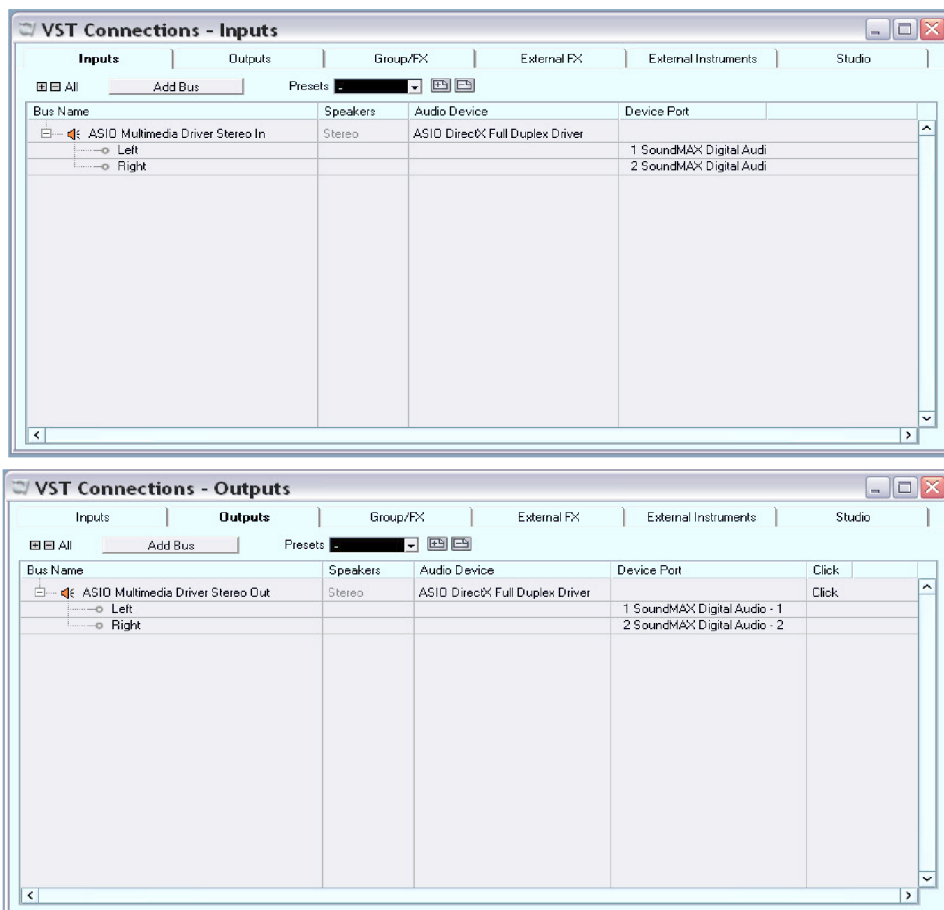 VST Connections - Inputs
Inputs Outputs Group/FX External FX External Instruments Studio
All Add Bus Presets -
Bus Name Speakers Audio Device Device Port
ASIO Multimedia Driver Stereo In Stereo ASIO DirectX Full Duplex Driver
Left 1 SoundMAX Digital Audi
Right 2 SoundMAX Digital Audi
VST Connections - Outputs
Inputs Outputs Group/FX External FX External Instruments Studio
All Add Bus Presets -
Bus Name Speakers Audio Device Device Port Click
ASIO Multimedia Driver Stereo Out Stereo ASIO DirectX Full Duplex Driver Click
Left 1 SoundMAX Digital Audio - 1
Right 2 SoundMAX Digital Audio - 2